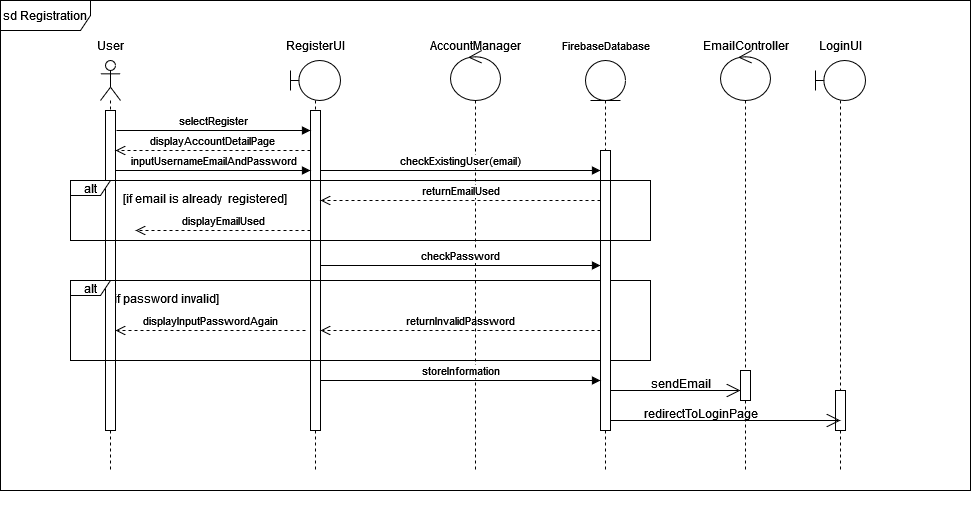 sd Registration
User
RegisterUI
AccountManager
FirebaseDatabase
EmailController
LoginUI
selectRegister
displayAccountDetailPage
inputUsernameEmailAndPassword
checkExistingUser(email)
alt
[if email is already registered]
returnEmailUsed
displayEmailUsed
checkPassword
alt
if password invalid]
displayInputPasswordAgain
returnInvalidPassword
storeInformation
sendEmail
redirectToLoginPage